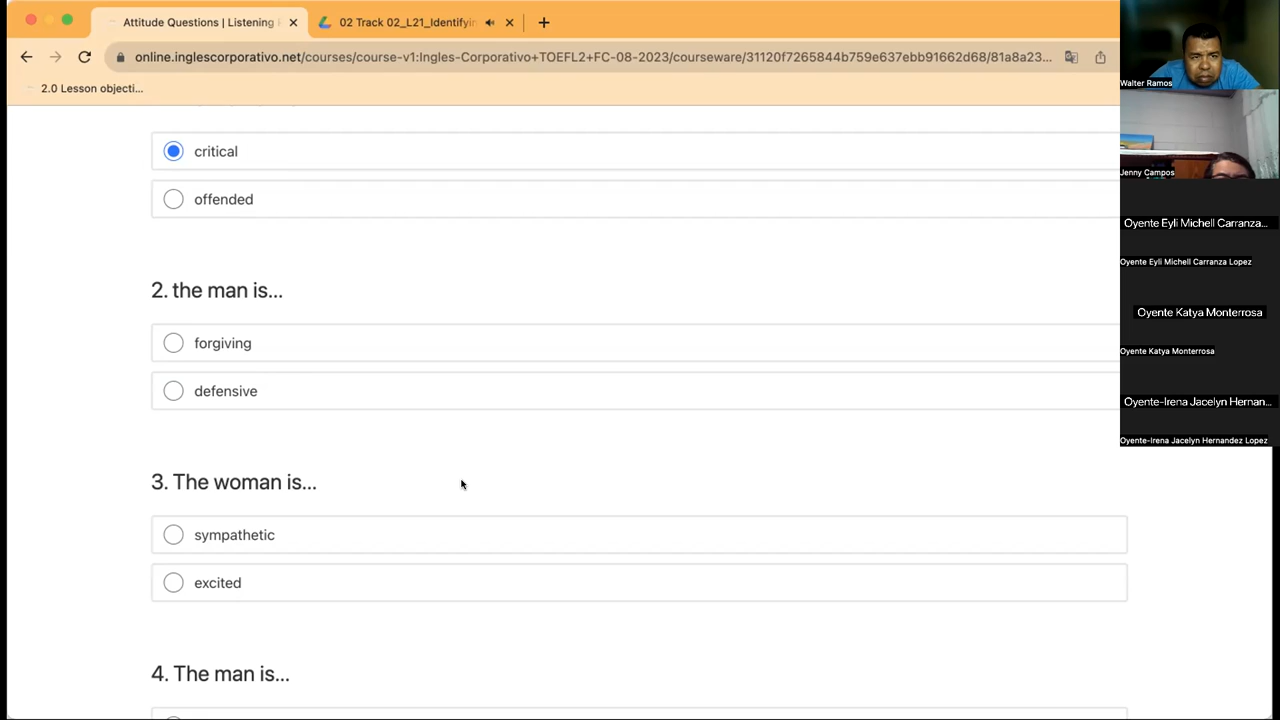 Attitude Questions | Listening
02 Track 02_L21_Identifyin
online.inglescorporativo.net/courses/course-v1:Ingles-Corporativo+TOEFL2+FC-08-2023/courseware/31120f7265844b759e637ebb91662d68/81a8a23...
2.0 Lesson objecti...
critical
offended
2. the man is...
forgiving
defensive
3. The woman is...
sympathetic
excited
4. The man is...
Walter Ramos
Jenny Campos
Oyente Eyli Michell Carranza...
Oyente Eyli Michell Carranza Lopez
Oyente Katya Monterrosa
Oyente Katya Monterrosa
Oyente-Irena Jacelyn Hernan...
Oyente-Irena Jacelyn Hernandez Lopez